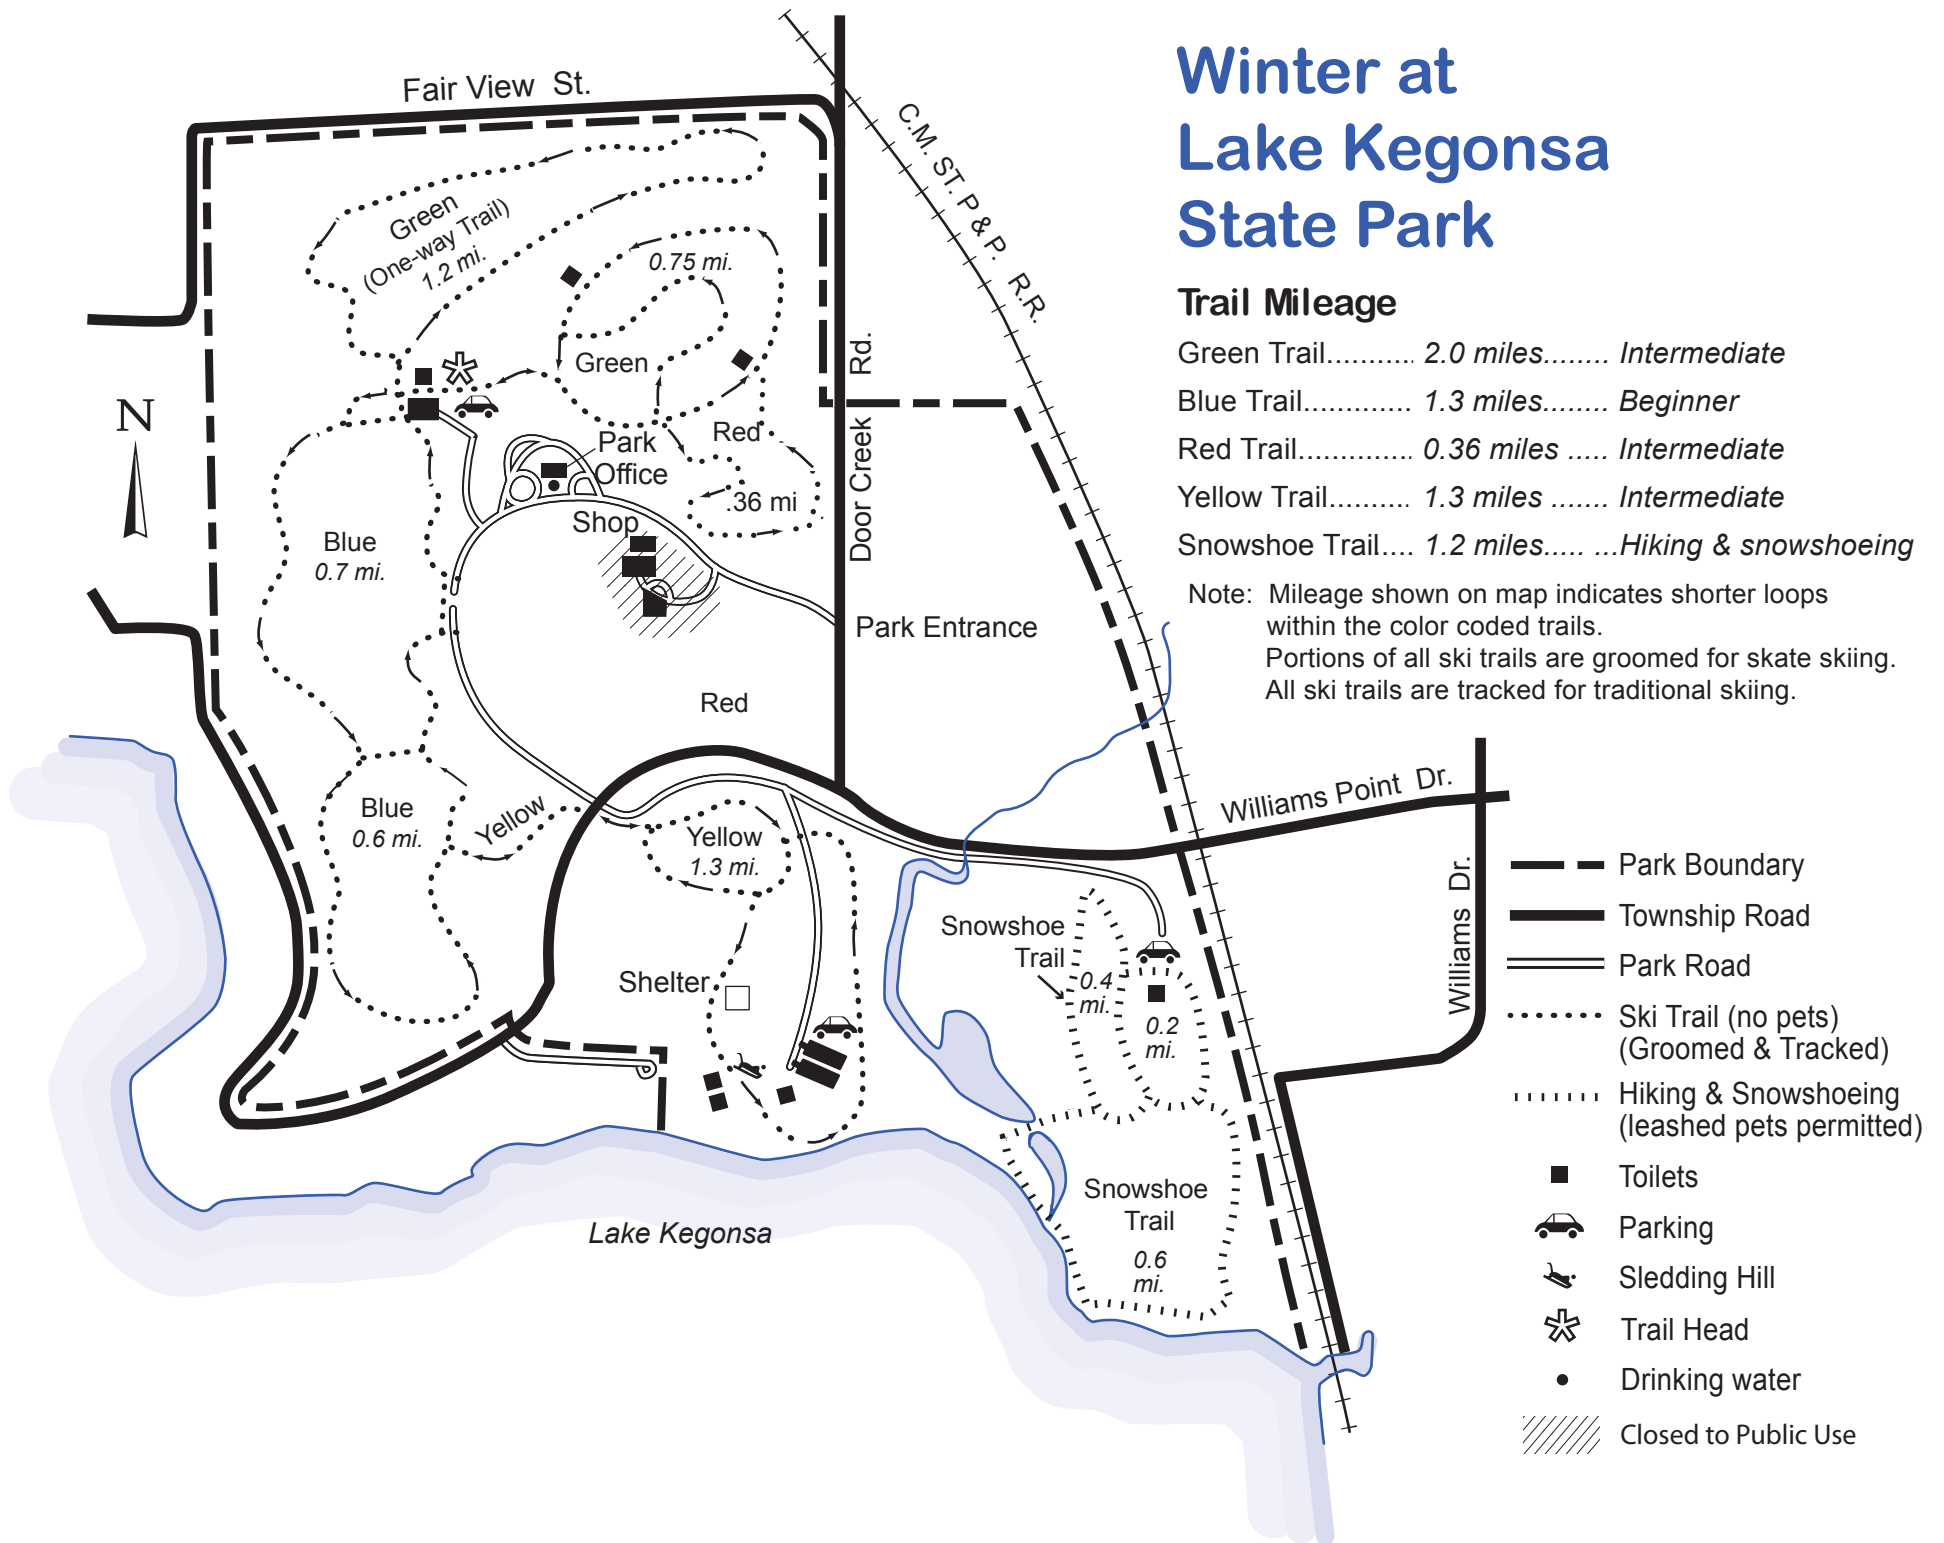 Winter at
Lake Kegonsa
State Park
Trail Mileage
Green Trail........... 2.0 miles........ Intermediate
Blue Trail............. 1.3 miles........ Beginner
Red Trail.............. 0.36 miles ..... Intermediate
Yellow Trail.......... 1.3 miles ....... Intermediate
Snowshoe Trail.... 1.2 miles..... ...Hiking & snowshoeing
Note: Mileage shown on map indicates shorter loops
within the color coded trails.
Portions of all ski trails are groomed for skate skiing.
All ski trails are tracked for traditional skiing.
Fair View St.
C.M. ST. P & P. R.R.
Green
(One-way Trail)
1.2 mi.
0.75 mi.
Green
Door Creek Rd.
N
Park
Office
Red
.36 mi
Shop
Blue
0.7 mi.
Park Entrance
Red
Williams Point Dr.
Blue
0.6 mi.
Yellow
Yellow
1.3 mi.
Williams Dr.
Snowshoe
Trail
0.4
mi.
0.2
mi.
Shelter
Snowshoe
Trail
0.6
mi.
Lake Kegonsa
Park Boundary
Township Road
Park Road
Ski Trail (no pets)
(Groomed & Tracked)
Hiking & Snowshoeing
(leashed pets permitted)
Toilets
Parking
Sledding Hill
Trail Head
Drinking water
Closed to Public Use